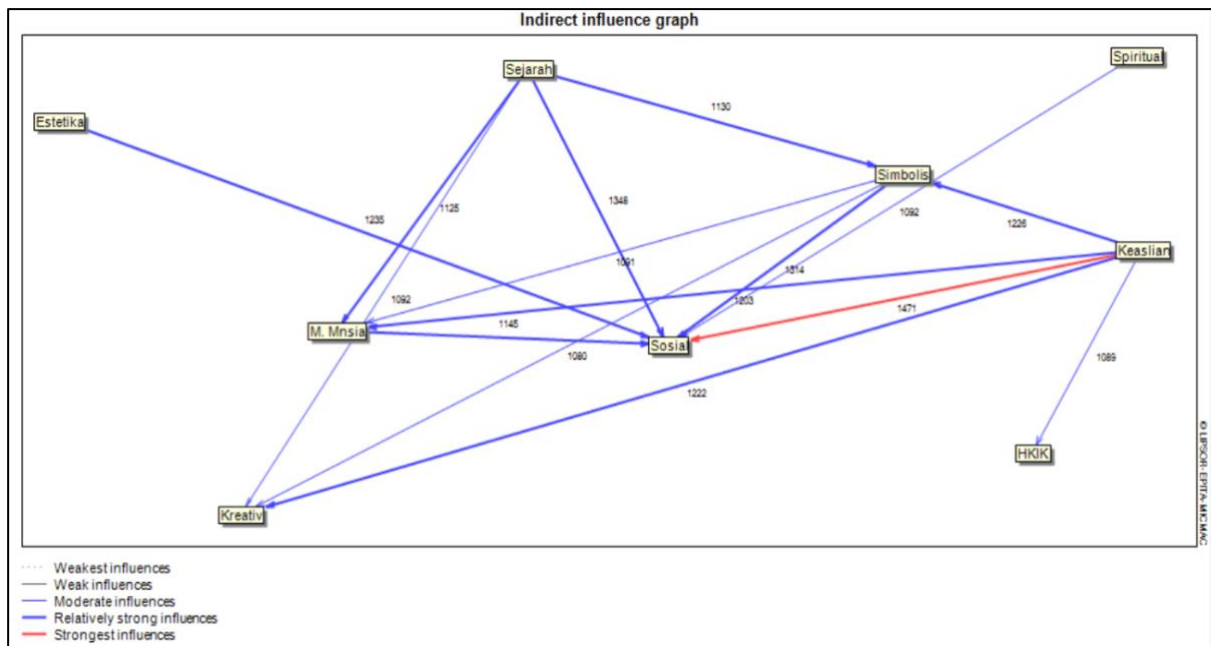 Indirect influence graph
Spiritual
Sejarah
Estetika
1130
Simbolis
1235
1125
1348
1092
1226
Keaslian
1091
1314
1092
1203
1471
M. Mnsia
1145
Sosial
1080
1089
1222
HKIK
Kreativ
© LIPSOR-EPITA-MICMAC
Weakest influences
Weak influences
Moderate influences
Relatively strong influences
Strongest influences